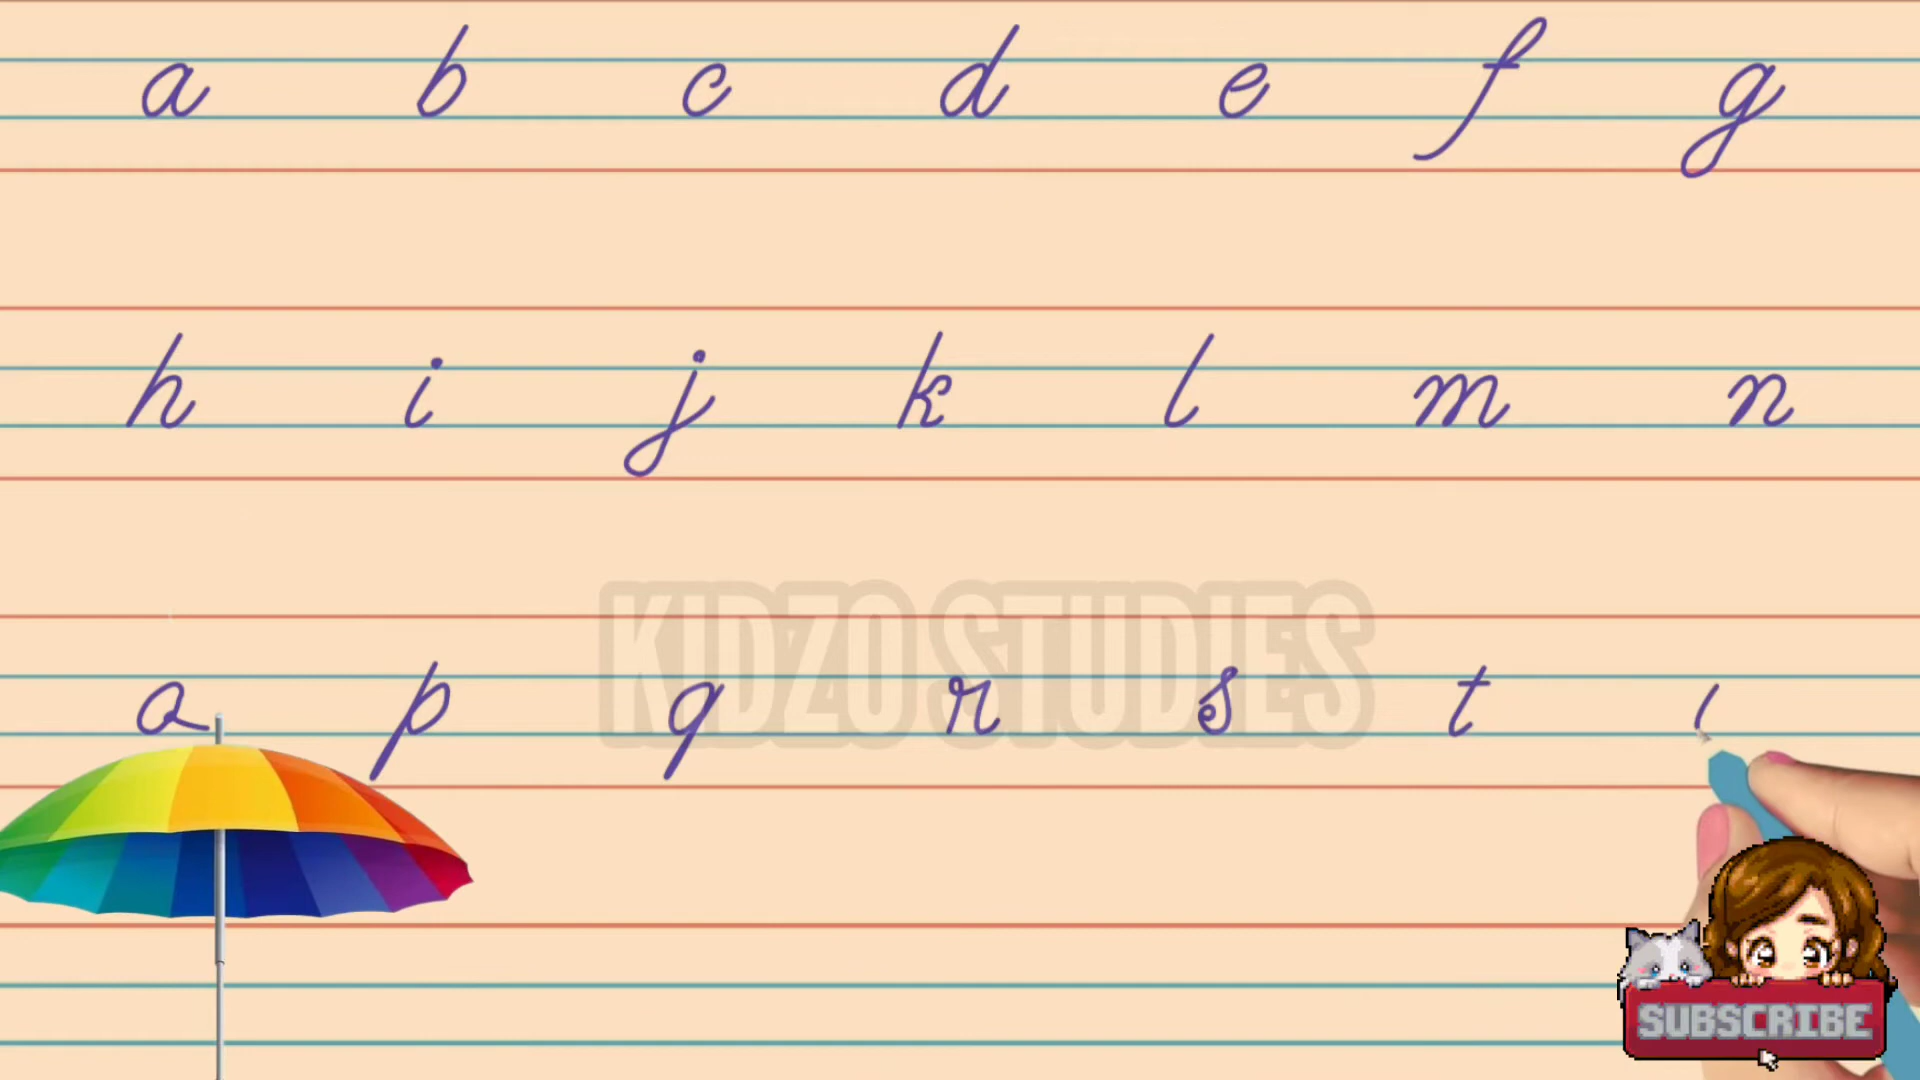 a b c d e f g
h i j k l m n
o p q r s t
KIDZO STUDIES
SUBSCRIBE